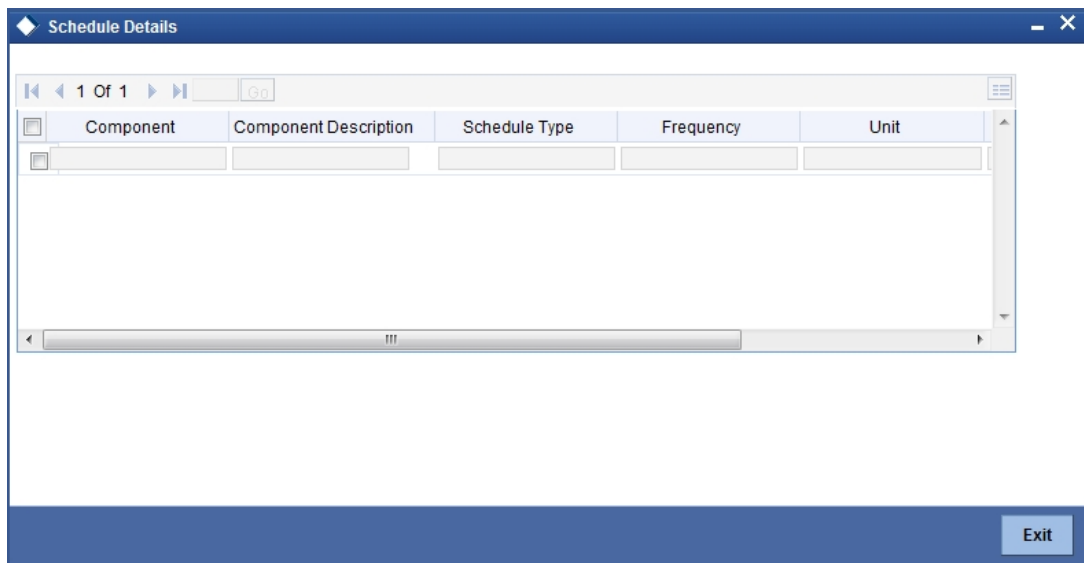 Schedule Details
1 Of 1 Go
Component Component Description Schedule Type Frequency Unit
Exit